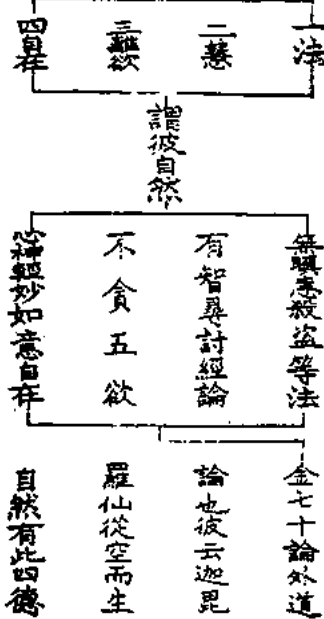 一法
二慧
三離欲
四自在
謂彼自然
無瞋恚殺盜等法
有智尋討經論
不貪五欲
心神輕妙如意自在
金七十論外道
論也彼云迦毘
羅仙從空而生
自然有此四德